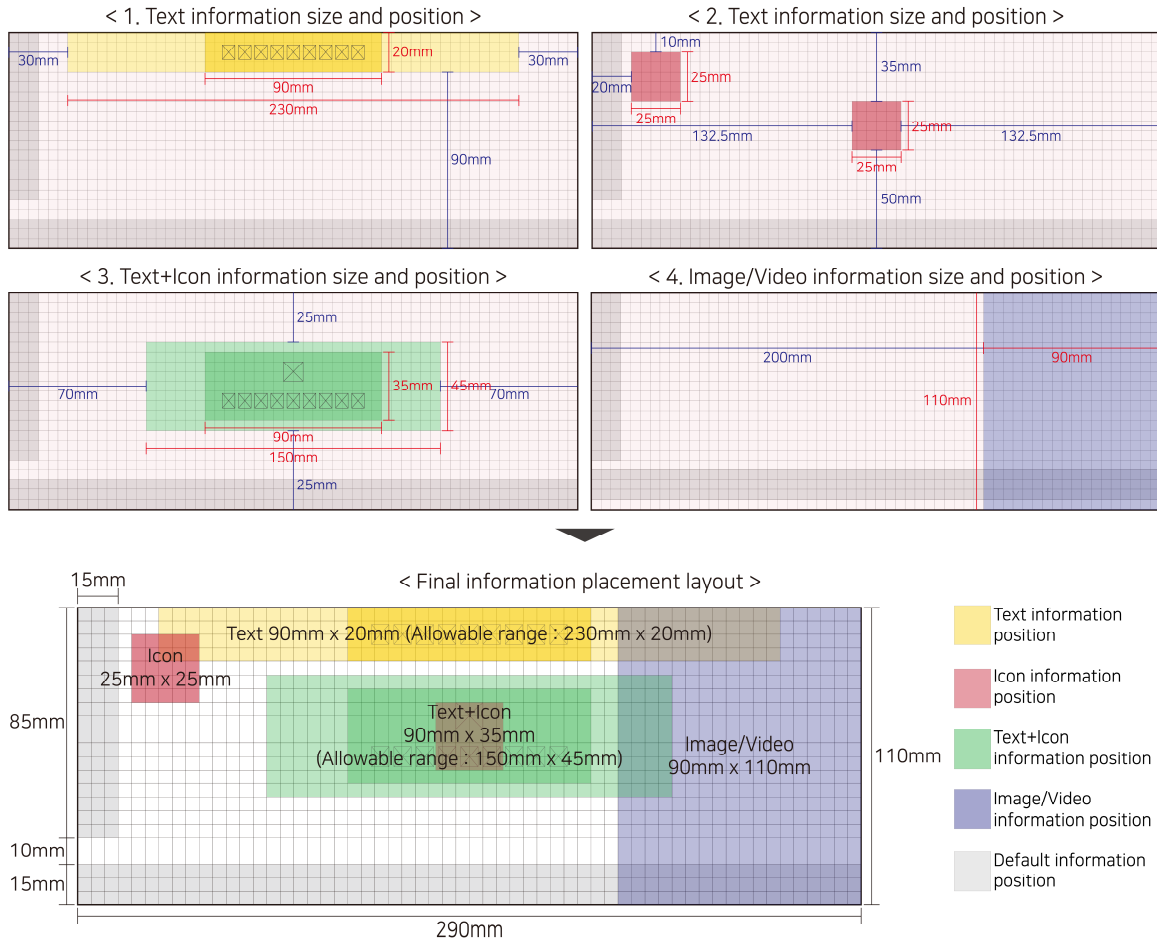 < 1. Text information size and position >
30mm
20mm
30mm
90mm
230mm
90mm
< 2. Text information size and position >
10mm
35mm
25mm
20mm
25mm
25mm
132.5mm
132.5mm
25mm
50mm
< 3. Text+Icon information size and position >
25mm
70mm
35mm
45mm
70mm
90mm
150mm
25mm
< 4. Image/Video information size and position >
200mm
90mm
110mm
< Final information placement layout >
15mm
Text 90mm x 20mm (Allowable range : 230mm x 20mm)
Icon
25mm x 25mm
85mm
Text+Icon
90mm x 35mm
(Allowable range : 150mm x 45mm)
Image/Video
90mm x 110mm
110mm
10mm
15mm
290mm
Text information
position
Icon information
position
Text+Icon
information position
Image/Video
information position
Default information
position